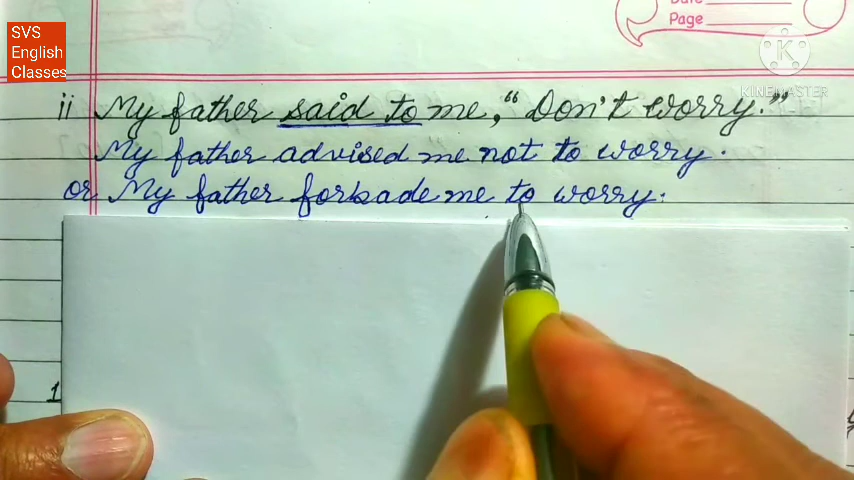 SVS
English
Classes
Date
Page
K
KINEMASTER
ii My father said to me, "Don't worry."
My father advised me not to worry.
or My father forbade me to worry.
1